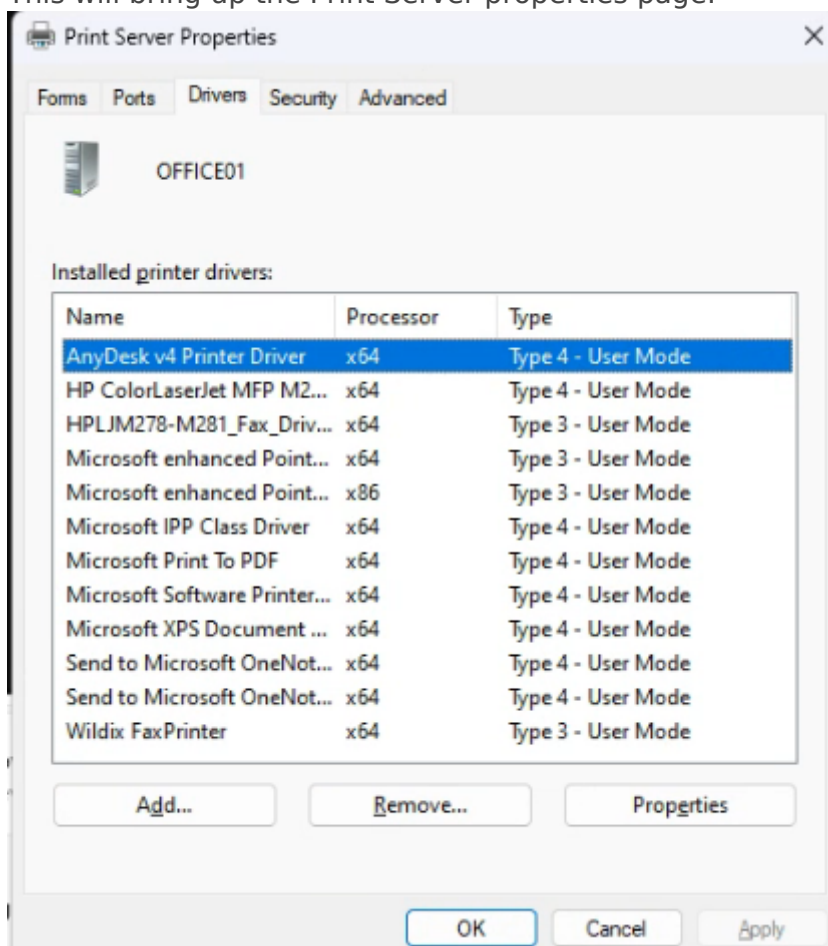 This will bring up the Print Server properties page.
Print Server Properties
Forms Ports Drivers Security Advanced
OFFICE01
Installed printer drivers:
Name Processor Type
AnyDesk v4 Printer Driver x64 Type 4 - User Mode
HP ColorLaserJet MFP M2... x64 Type 4 - User Mode
HPLJM278-M281_Fax_Driv... x64 Type 3 - User Mode
Microsoft enhanced Point... x64 Type 3 - User Mode
Microsoft enhanced Point... x86 Type 3 - User Mode
Microsoft IPP Class Driver x64 Type 4 - User Mode
Microsoft Print To PDF x64 Type 4 - User Mode
Microsoft Software Printer... x64 Type 4 - User Mode
Microsoft XPS Document ... x64 Type 4 - User Mode
Send to Microsoft OneNot... x64 Type 4 - User Mode
Send to Microsoft OneNot... x64 Type 4 - User Mode
Wildix FaxPrinter x64 Type 3 - User Mode
Add... Remove... Properties
OK Cancel Apply